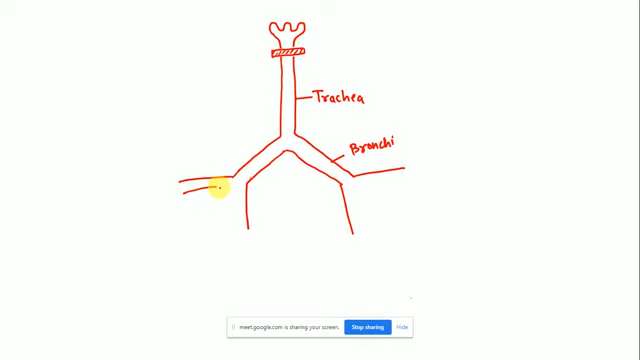 Trachea
Bronchi
meet.google.com is sharing your screen.
Stop sharing
Hide